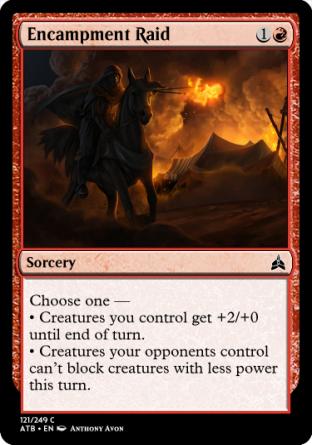 Encampment Raid 1
Sorcery
Choose one —
• Creatures you control get +2/+0
until end of turn.
• Creatures your opponents control
can't block creatures with less power
this turn.
121/249 C
ATB • EN Anthony Avon